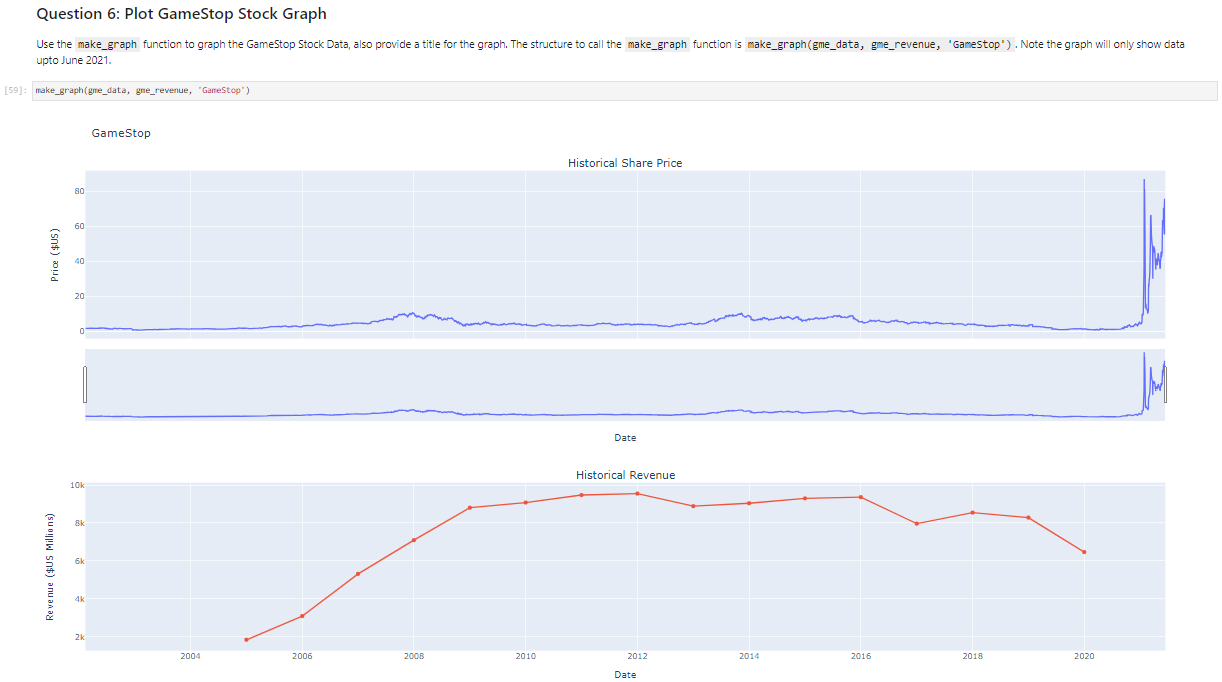 Question 6: Plot GameStop Stock Graph
Use the make_graph function to graph the GameStop Stock Data, also provide a title for the graph. The structure to call the make_graph function is make_graph(gme_data, gme_revenue, 'GameStop'). Note the graph will only show data
upto June 2021.
[59]: make_graph(gme_data, gme_revenue, 'GameStop')
GameStop
Historical Share Price
80
60
40
20
0
Price ($US)
Date
Historical Revenue
10k
8k
6k
4k
2k
Revenue ($US Millions)
2004 2006 2008 2010 2012 2014 2016 2018 2020
Date